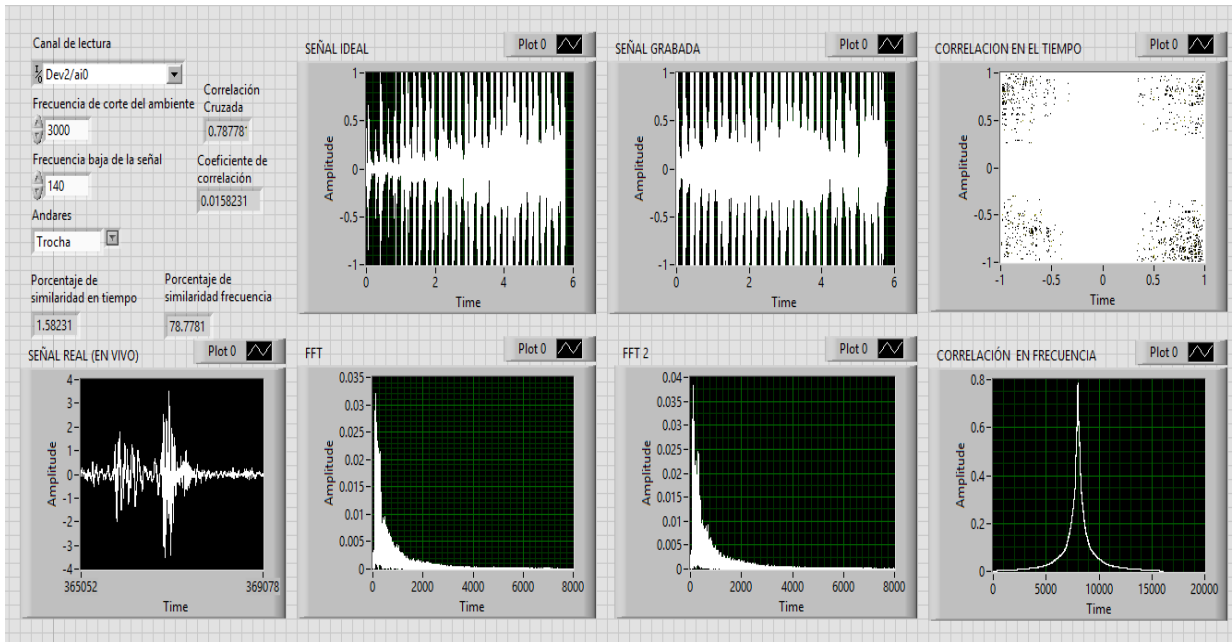 Canal de lectura
Dev2/ai0
Frecuencia de corte del ambiente
3000
Correlación
Cruzada
0.78778
Frecuencia baja de la señal
140
Coeficiente de
correlación
0.0158231
Andares
Trocha
Porcentaje de
similaridad en tiempo
1.58231
Porcentaje de
similaridad frecuencia
78.7781
SEÑAL IDEAL
Plot 0
Amplitude
1
0.5
0
-0.5
-1
0 2 4 6
Time
SEÑAL GRABADA
Plot 0
Amplitude
1
0.5
0
-0.5
-1
0 2 4 6
Time
CORRELACION EN EL TIEMPO
Plot 0
Amplitude
1
0.5
0
-0.5
-1
-1 -0.5 0 0.5 1
Time
SEÑAL REAL (EN VIVO)
Plot 0
Amplitude
4
3
2
1
0
-1
-2
-3
-4
365052 369078
Time
FFT
Plot 0
Amplitude
0.035
0.03
0.025
0.02
0.015
0.01
0.005
0
0 2000 4000 6000 8000
Time
FFT 2
Plot 0
Amplitude
0.04
0.035
0.03
0.025
0.02
0.015
0.01
0.005
0
0 2000 4000 6000 8000
Time
CORRELACIÓN EN FRECUENCIA
Plot 0
Amplitude
0.8
0.6
0.4
0.2
0
0 5000 10000 15000 20000
Time